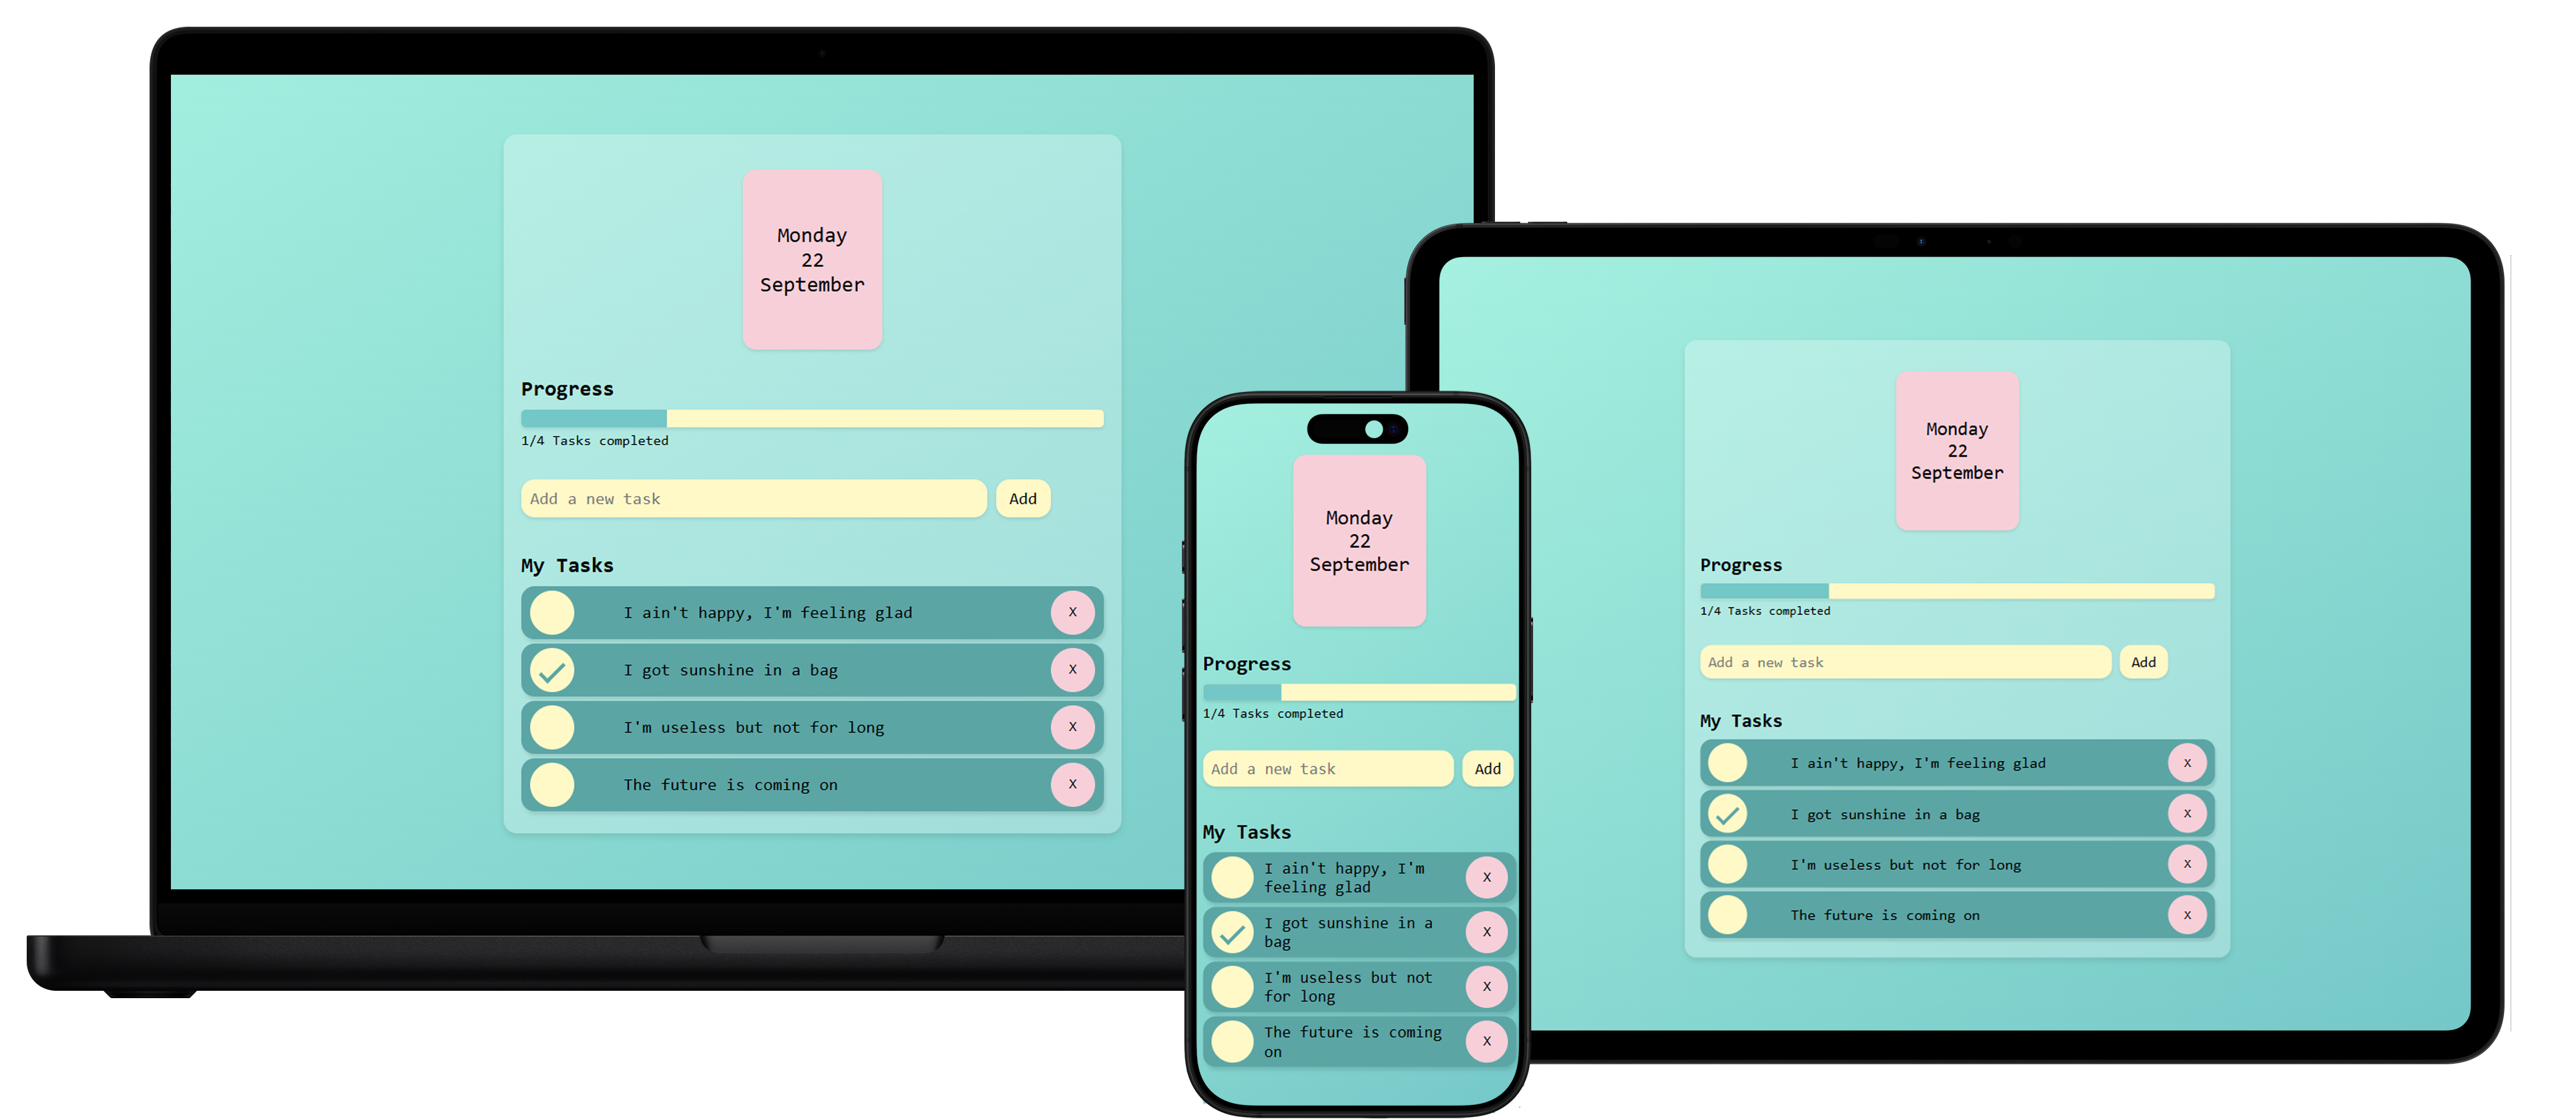 Monday
22
September
Progress
1/4 Tasks completed
Add a new task
Add
My Tasks
I ain't happy, I'm feeling glad
X
I got sunshine in a bag
X
I'm useless but not for long
X
The future is coming on
X
Monday
22
September
Progress
1/4 Tasks completed
Add a new task
Add
My Tasks
I ain't happy, I'm
feeling glad
X
I got sunshine in a
bag
X
I'm useless but not
for long
X
The future is coming
on
X
Monday
22
September
Progress
1/4 Tasks completed
Add a new task
Add
My Tasks
I ain't happy, I'm feeling glad
X
I got sunshine in a bag
X
I'm useless but not for long
X
The future is coming on
X